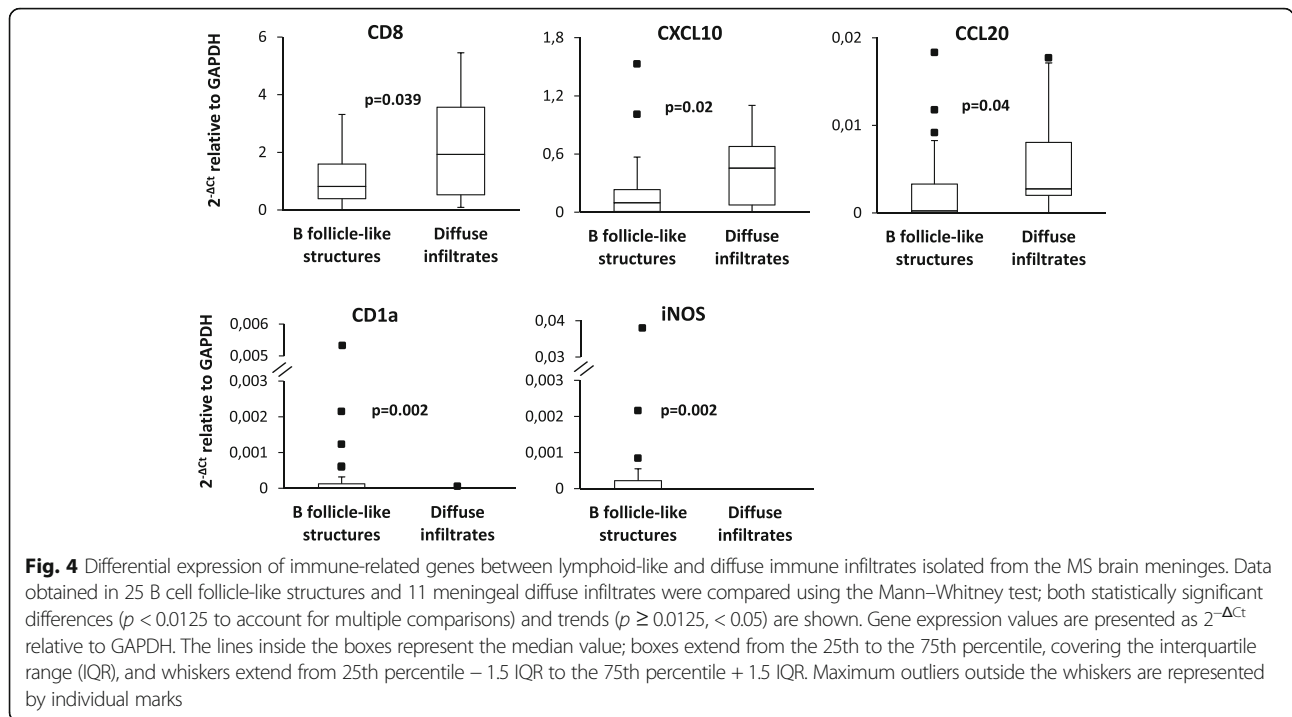 CD8
CXCL10
CCL20
2^-ΔCt relative to GAPDH
6
4
2
0
p=0.039
B follicle-like structures
Diffuse infiltrates
1,8
1,2
0,6
0
p=0.02
B follicle-like structures
Diffuse infiltrates
0,02
0,01
0
p=0.04
B follicle-like structures
Diffuse infiltrates
CD1a
iNOS
2^-ΔCt relative to GAPDH
0,006
0,005
0,003
0,002
0,001
0
p=0.002
B follicle-like structures
Diffuse infiltrates
0,04
0,03
0,003
0,002
0,001
0
p=0.002
B follicle-like structures
Diffuse infiltrates
Fig. 4 Differential expression of immune-related genes between lymphoid-like and diffuse immune infiltrates isolated from the MS brain meninges. Data
obtained in 25 B cell follicle-like structures and 11 meningeal diffuse infiltrates were compared using the Mann–Whitney test; both statistically significant
differences (p < 0.0125 to account for multiple comparisons) and trends (p ≥ 0.0125, < 0.05) are shown. Gene expression values are presented as 2^−ΔCt
relative to GAPDH. The lines inside the boxes represent the median value; boxes extend from the 25th to the 75th percentile, covering the interquartile
range (IQR), and whiskers extend from 25th percentile − 1.5 IQR to the 75th percentile + 1.5 IQR. Maximum outliers outside the whiskers are represented
by individual marks